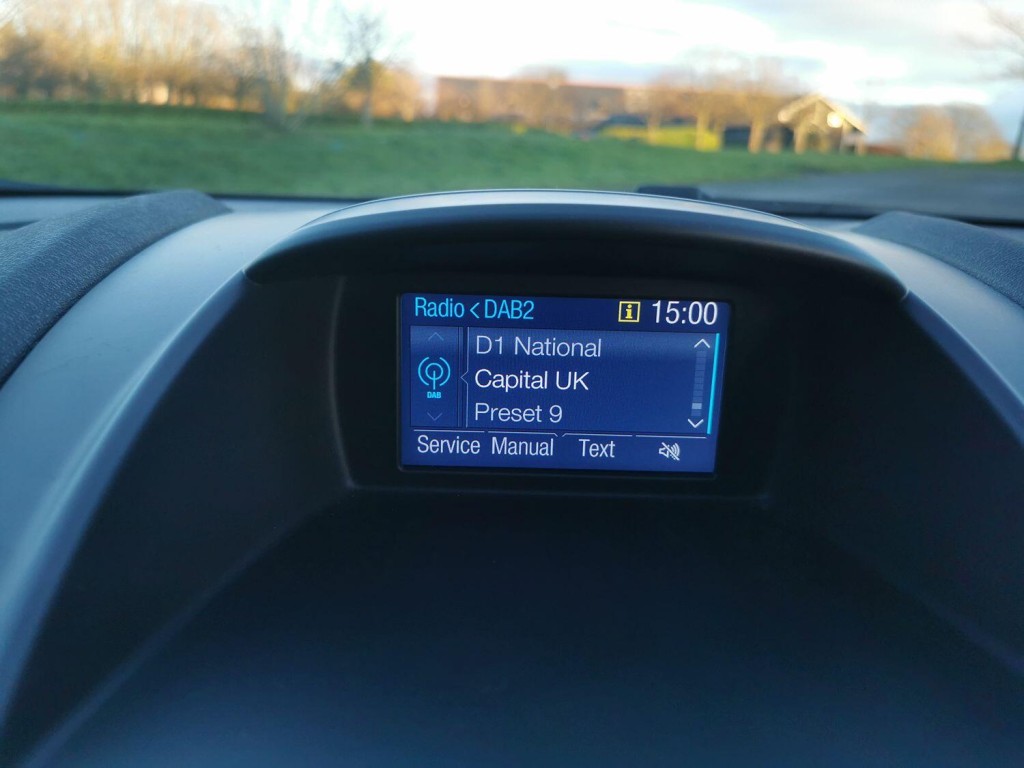 Radio < DAB2 i 15:00
D1 National
DAB
Capital UK
Preset 9
Service Manual Text